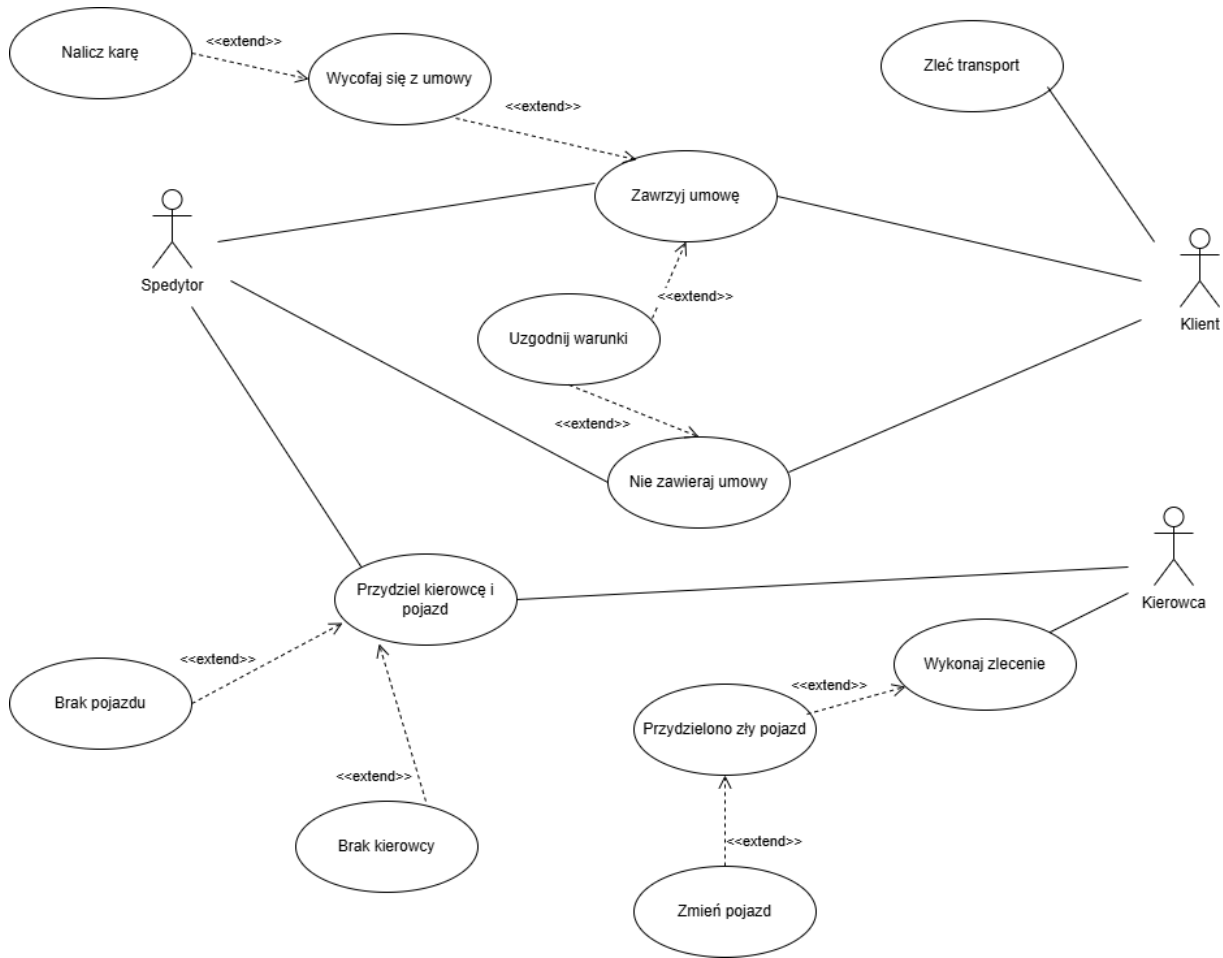 Nalicz karę
<<extend>>
Wycofaj się z umowy
Zleć transport
<<extend>>
Zawrzyj umowę
Spedytor
Klient
<<extend>>
Uzgodnij warunki
<<extend>>
Nie zawieraj umowy
Przydziel kierowcę i
pojazd
Kierowca
<<extend>>
Brak pojazdu
Wykonaj zlecenie
<<extend>>
Przydzielono zły pojazd
<<extend>>
Brak kierowcy
<<extend>>
Zmień pojazd